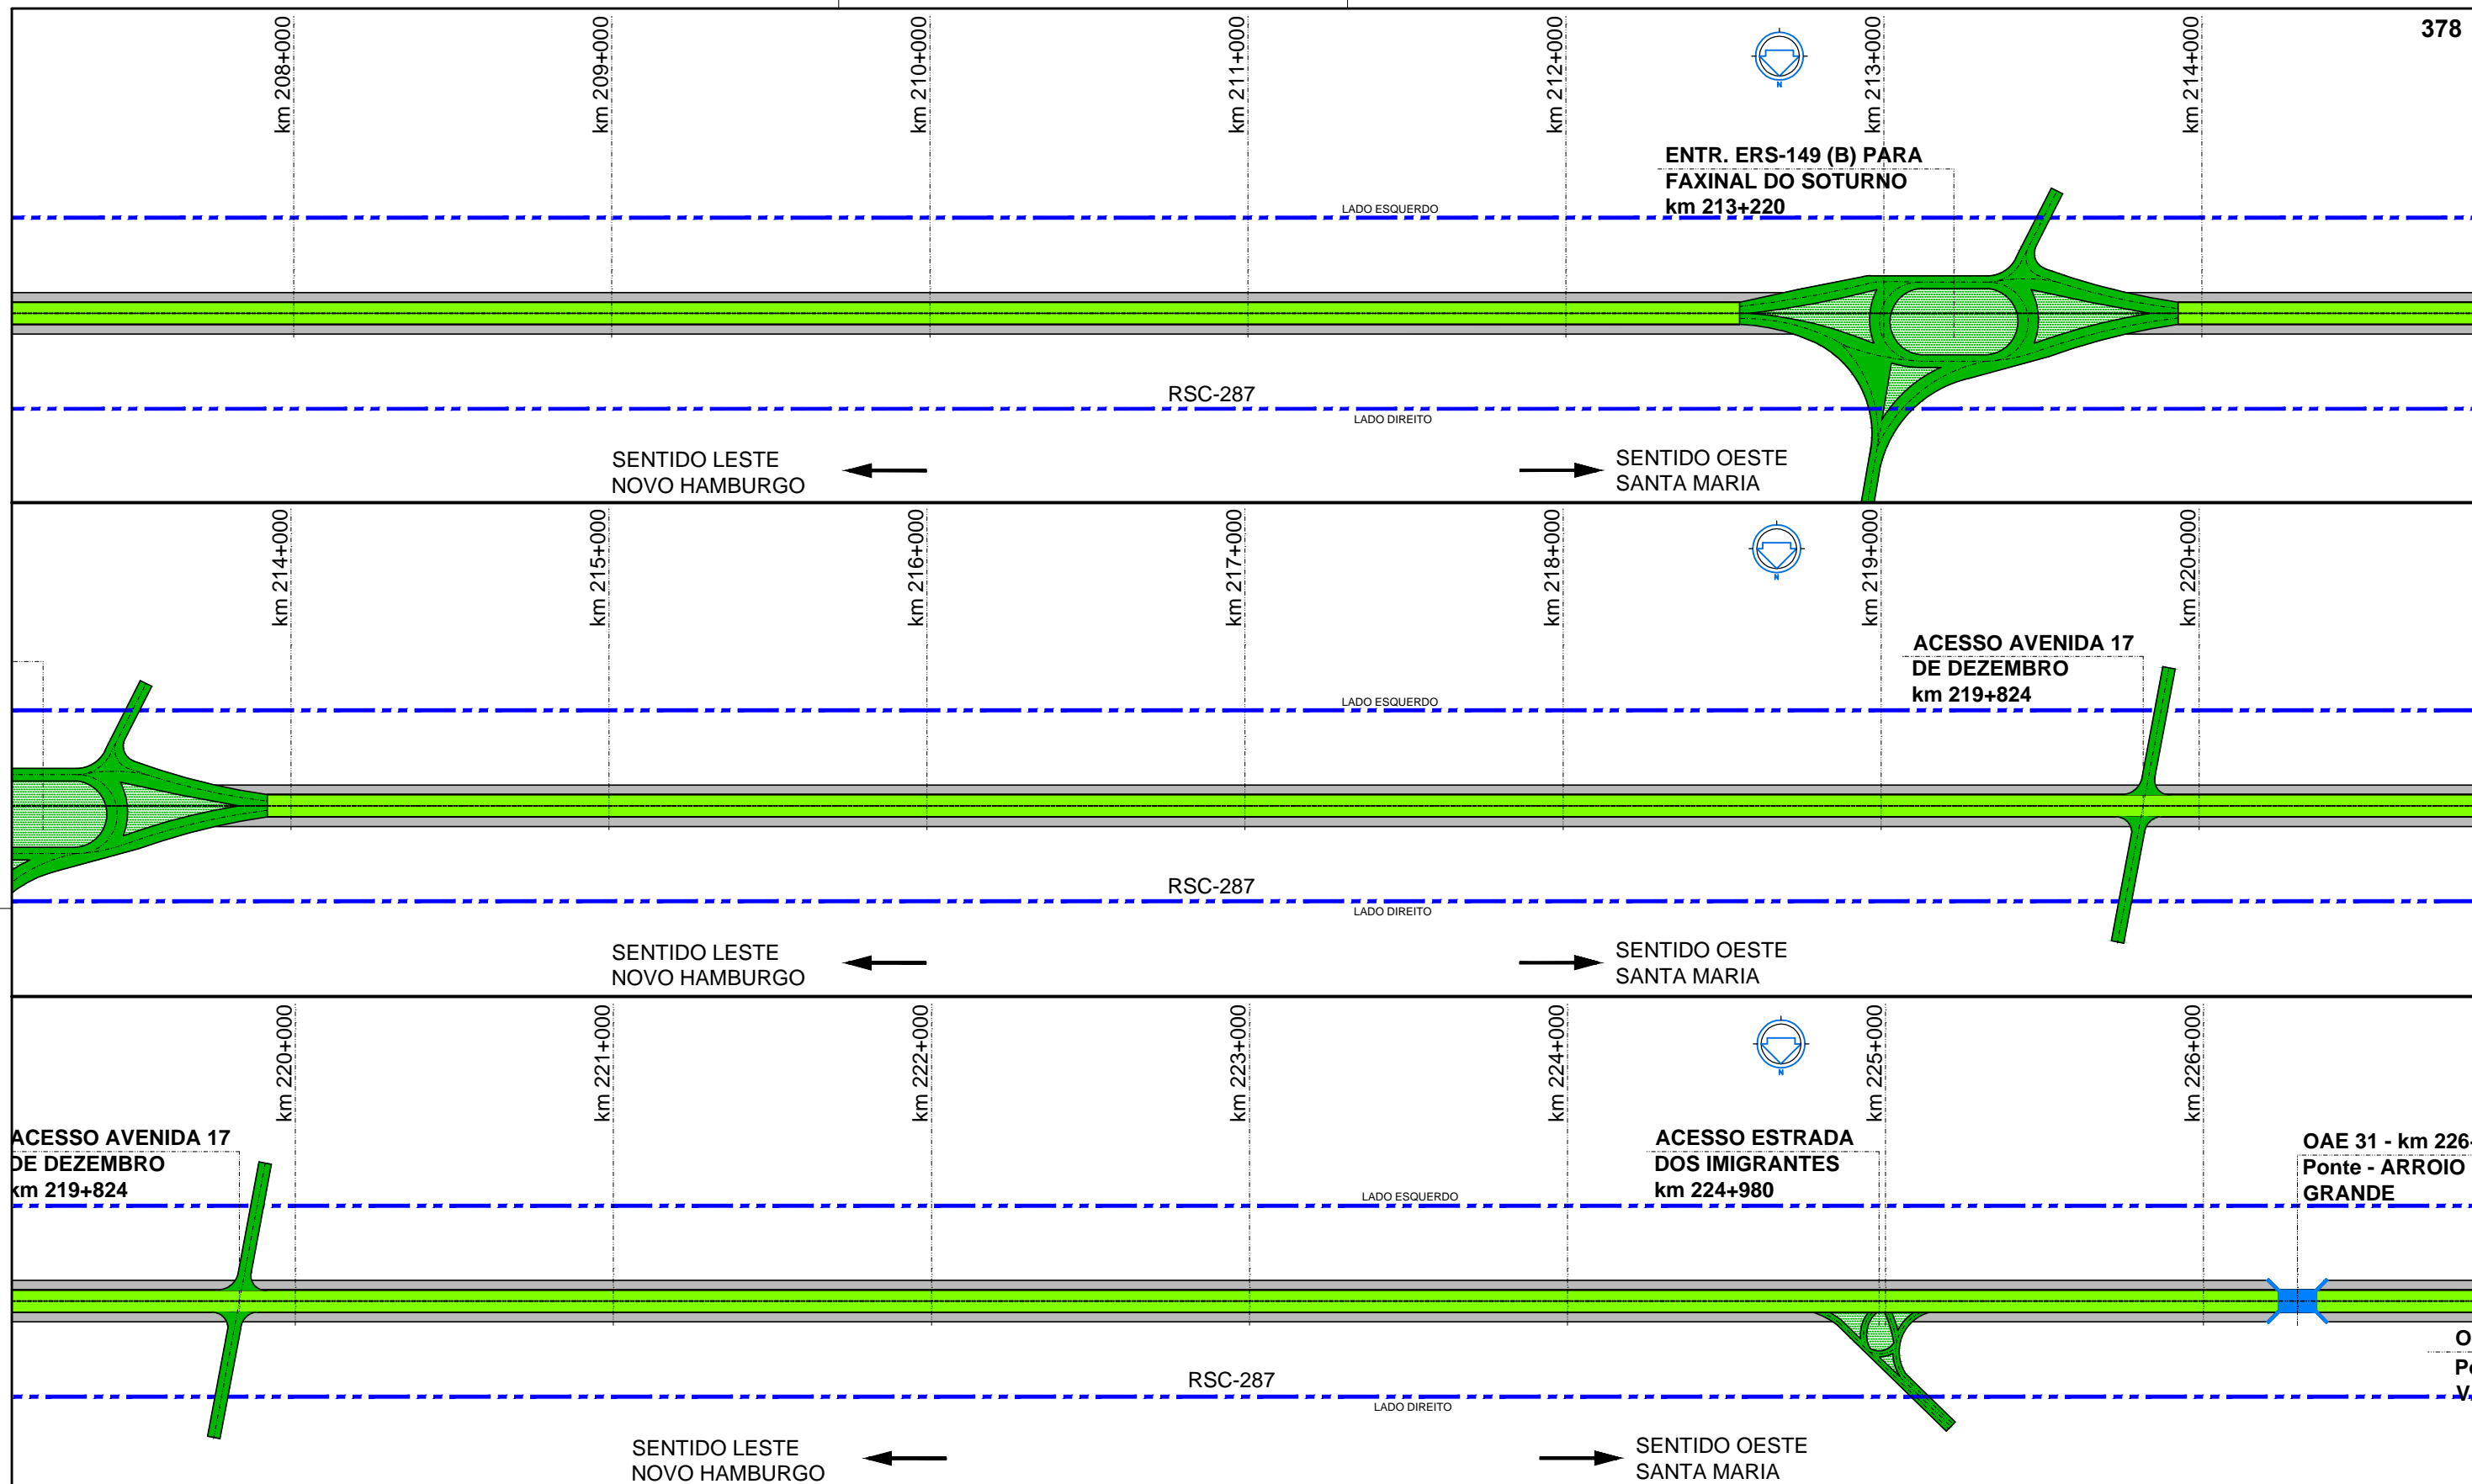 378
km 208+000
km 209+000
km 210+000
km 211+000
km 212+000
km 213+000
km 214+000
N
ENTR. ERS-149 (B) PARA
FAXINAL DO SOTURNO
km 213+220
LADO ESQUERDO
RSC-287
LADO DIREITO
SENTIDO LESTE
NOVO HAMBURGO
SENTIDO OESTE
SANTA MARIA
km 214+000
km 215+000
km 216+000
km 217+000
km 218+000
km 219+000
km 220+000
N
ACESSO AVENIDA 17
DE DEZEMBRO
km 219+824
LADO ESQUERDO
RSC-287
LADO DIREITO
SENTIDO LESTE
NOVO HAMBURGO
SENTIDO OESTE
SANTA MARIA
km 220+000
km 221+000
km 222+000
km 223+000
km 224+000
km 225+000
km 226+000
N
ACESSO AVENIDA 17
DE DEZEMBRO
km 219+824
ACESSO ESTRADA
DOS IMIGRANTES
km 224+980
OAE 31 - km 226
Ponte - ARROIO
GRANDE
LADO ESQUERDO
RSC-287
LADO DIREITO
SENTIDO LESTE
NOVO HAMBURGO
SENTIDO OESTE
SANTA MARIA